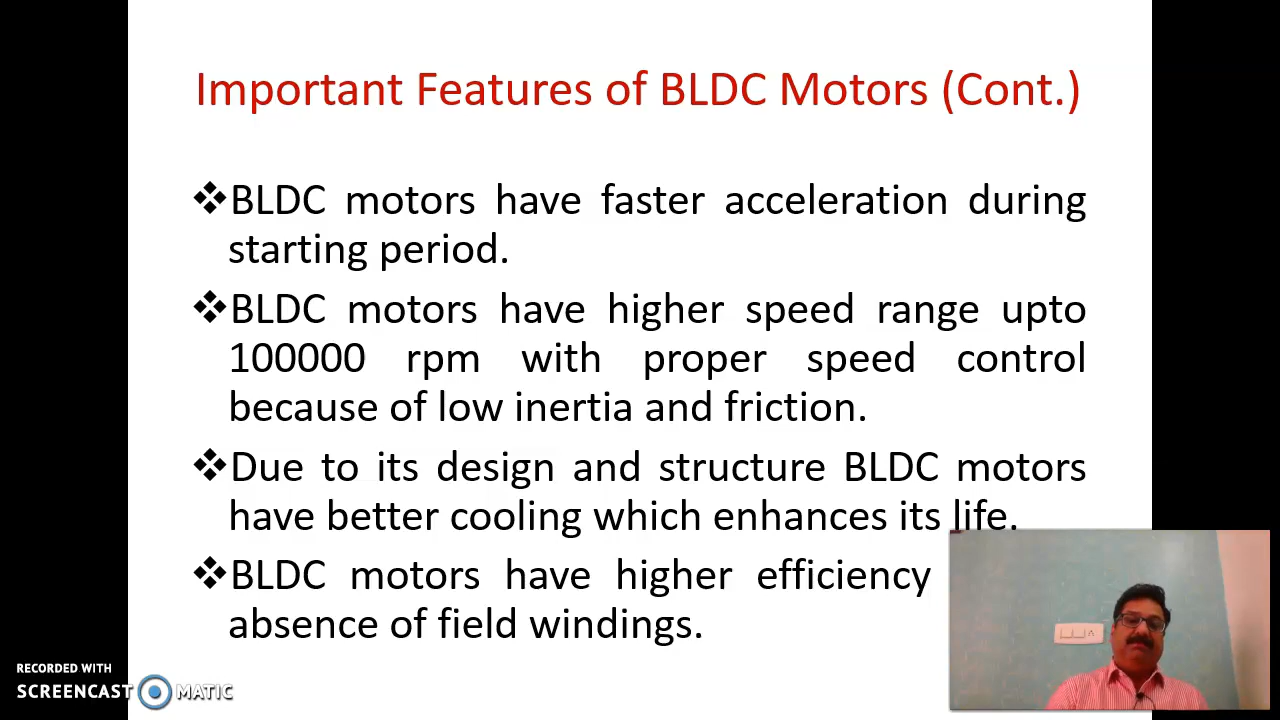 Important Features of BLDC Motors (Cont.)
❖BLDC motors have faster acceleration during
starting period.
❖BLDC motors have higher speed range upto
100000 rpm with proper speed control
because of low inertia and friction.
❖Due to its design and structure BLDC motors
have better cooling which enhances its life.
❖BLDC motors have higher efficiency
absence of field windings.
RECORDED WITH
SCREENCAST MATIC